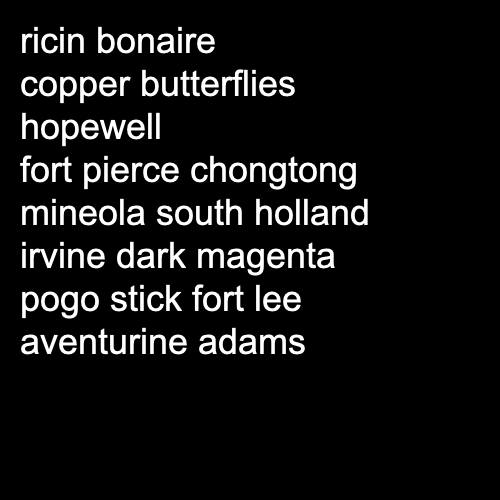 ricin bonaire
copper butterflies
hopewell
fort pierce chongtong
mineola south holland
irvine dark magenta
pogo stick fort lee
aventurine adams